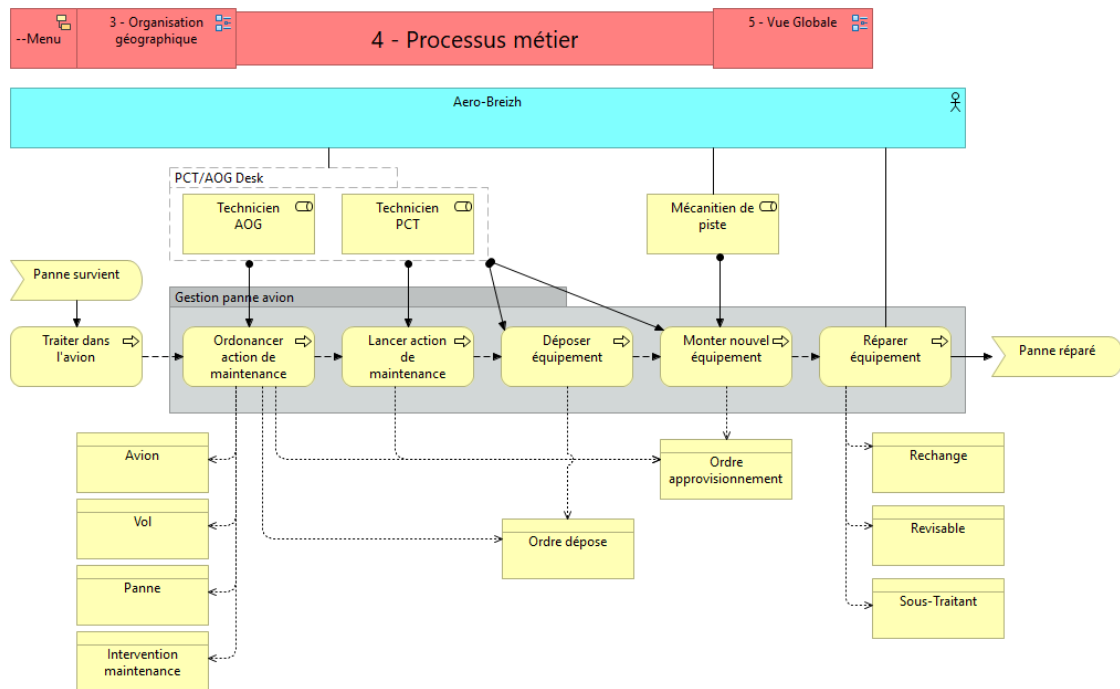 --Menu
3 - Organisation
géographique
4 - Processus métier
5 - Vue Globale
Aero-Breizh
PCT/AOG Desk
Technicien
AOG
Technicien
PCT
Mécanitien de
piste
Panne survient
Gestion panne avion
Traiter dans
l'avion
Ordonancer
action de
maintenance
Lancer action
de
maintenance
Déposer
équipement
Monter nouvel
équipement
Réparer
équipement
Panne réparé
Avion
Vol
Panne
Intervention
maintenance
Ordre
approvisionnement
Ordre dépose
Rechange
Revisable
Sous-Traitant